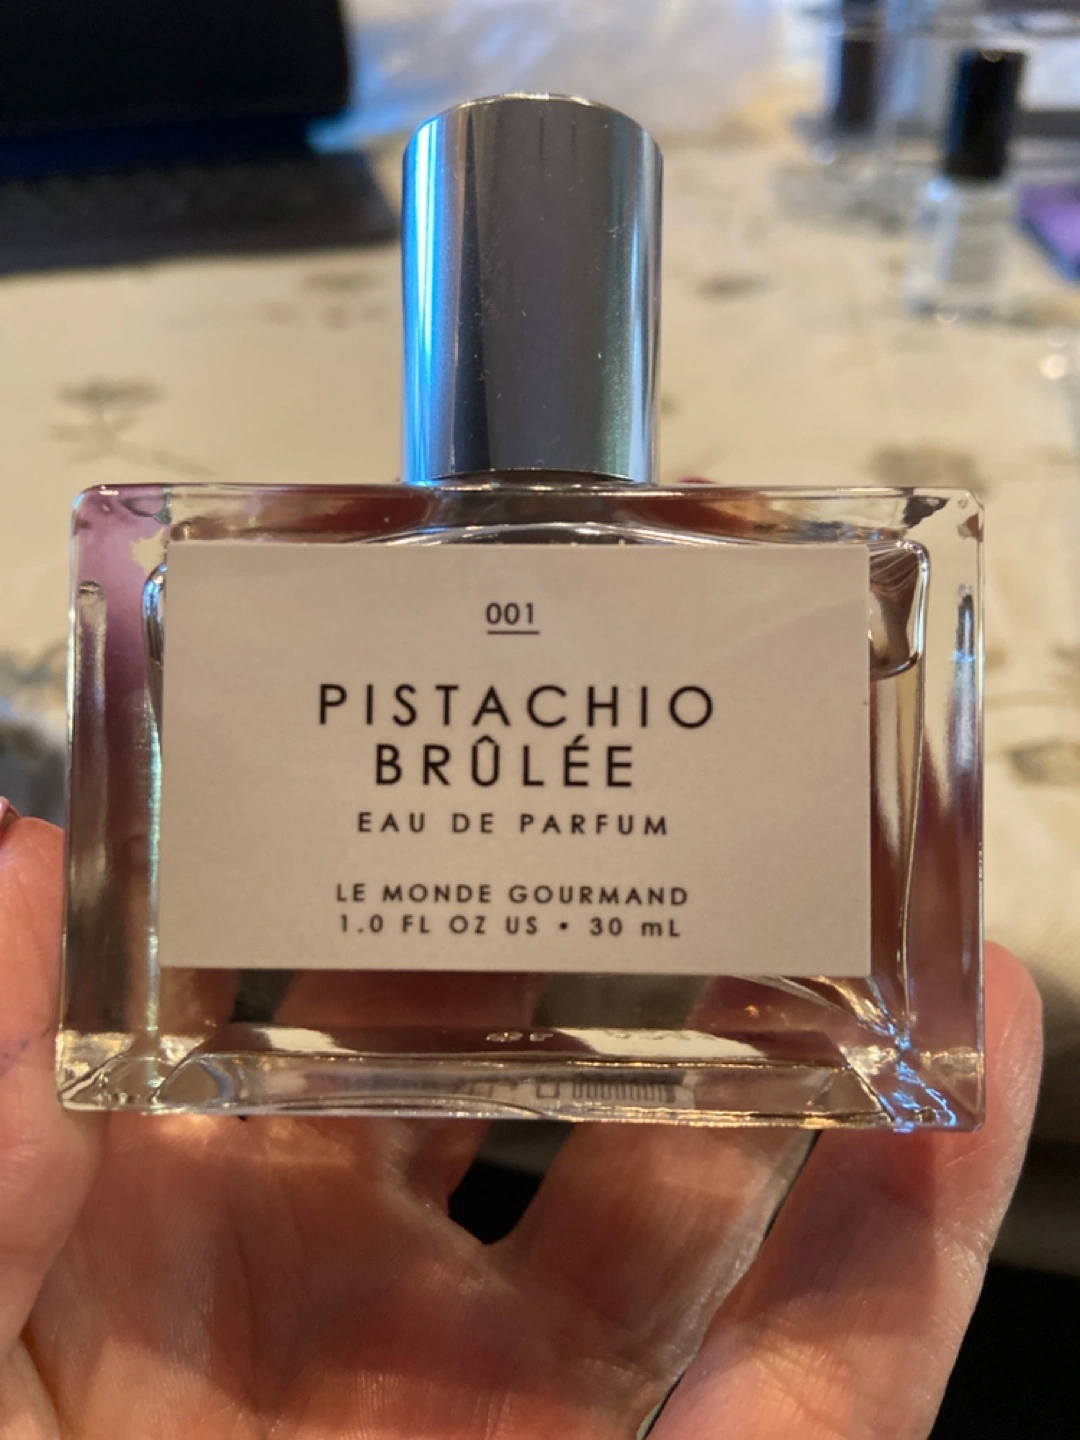 001
PISTACHIO
BRÛLÉE
EAU DE PARFUM
LE MONDE GOURMAND
1.0 FL OZ US • 30 mL